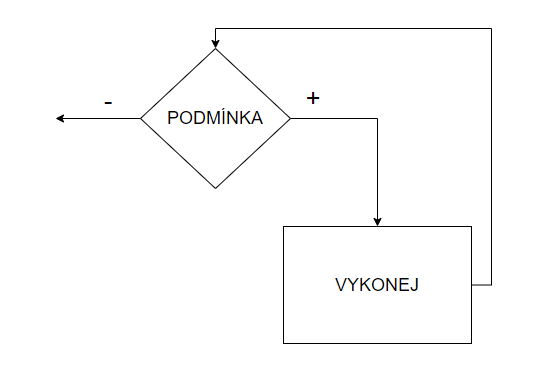 -
+
PODMÍNKA
VYKONEJ